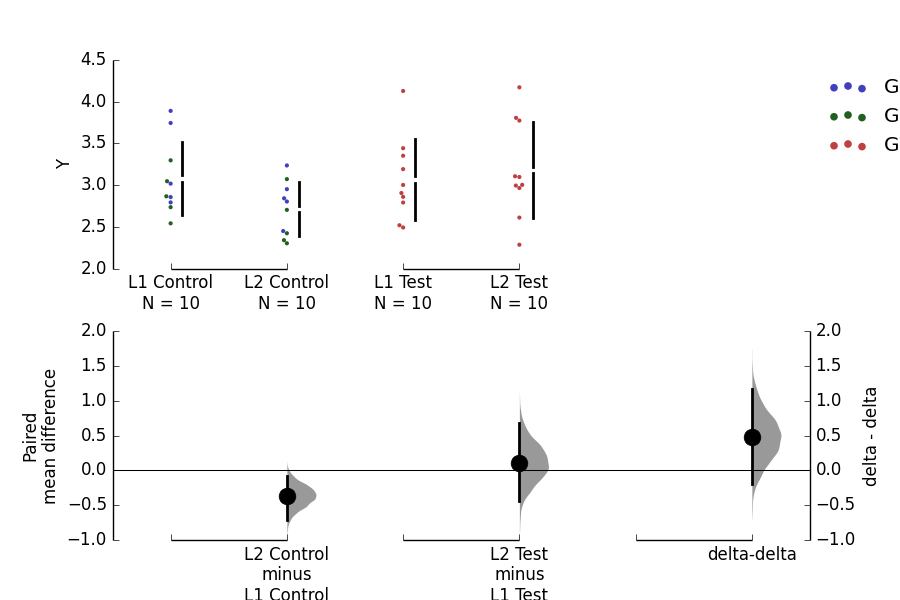 4.5
4.0
3.5
3.0
2.5
2.0
Y
G
G
G
L1 Control
N = 10
L2 Control
N = 10
L1 Test
N = 10
L2 Test
N = 10
2.0
1.5
1.0
0.5
0.0
−0.5
−1.0
Paired
mean difference
2.0
1.5
1.0
0.5
0.0
−0.5
−1.0
delta - delta
L2 Control
minus
L1 Control
L2 Test
minus
L1 Test
delta-delta